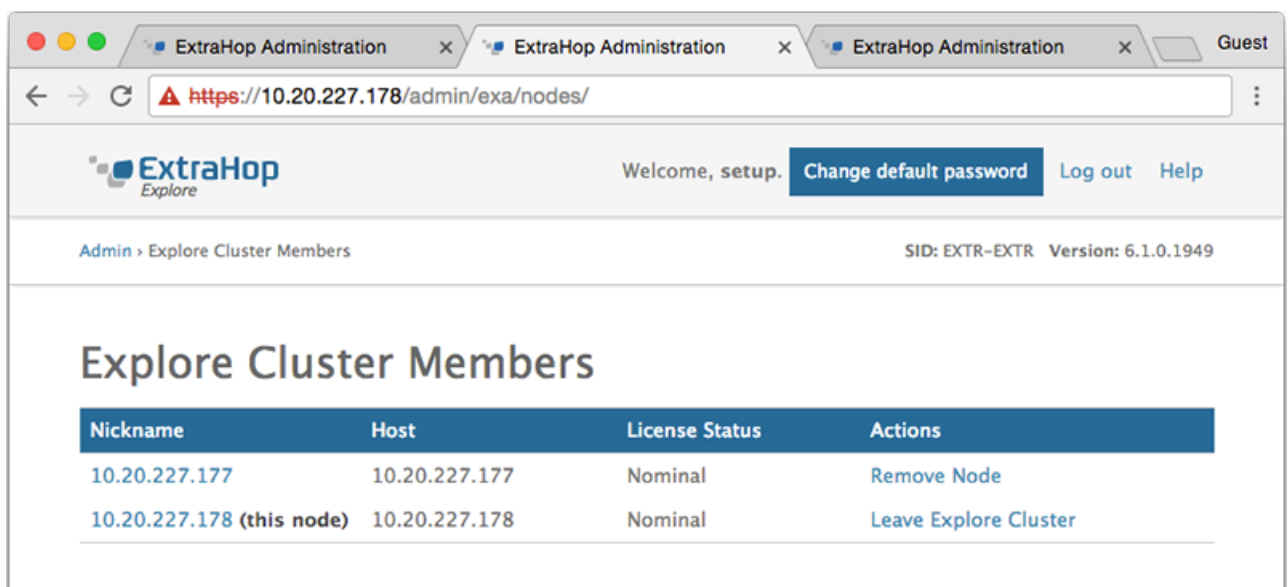 ExtraHop Administration × ExtraHop Administration × ExtraHop Administration × Guest
https://10.20.227.178/admin/exa/nodes/
ExtraHop Welcome, setup. Change default password Log out Help
Explore
Admin › Explore Cluster Members SID: EXTR-EXTR Version: 6.1.0.1949
Explore Cluster Members
Nickname Host License Status Actions
10.20.227.177 10.20.227.177 Nominal Remove Node
10.20.227.178 (this node) 10.20.227.178 Nominal Leave Explore Cluster